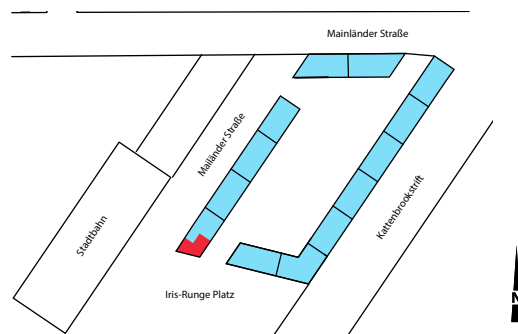 Mainländer Straße
Mailänder Straße
Stadtbahn
Kattenbrookstrift
Iris-Runge Platz
N